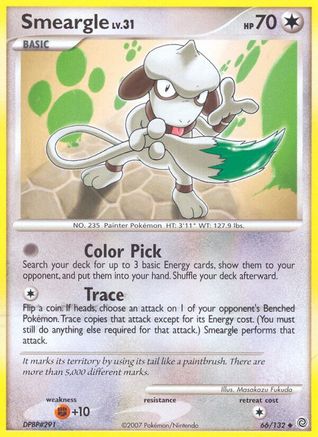 Smeargle LV.31 HP 70
BASIC
NO. 235 Painter Pokémon HT: 3'11" WT: 127.9 lbs.
Color Pick
Search your deck for up to 3 basic Energy cards, show them to your
opponent, and put them into your hand. Shuffle your deck afterward.
Trace
Flip a coin. If heads, choose an attack on 1 of your opponent's Benched
Pokémon. Trace copies that attack except for its Energy cost. (You must
still do anything else required for that attack.) Smeargle performs that
attack.
It marks its territory by using its tail like a paintbrush. There are
more than 5,000 different marks.
Illus. Masakazu Fukuda
weakness resistance retreat cost
+10
DPBP#291 ©2007 Pokémon/Nintendo 66/132